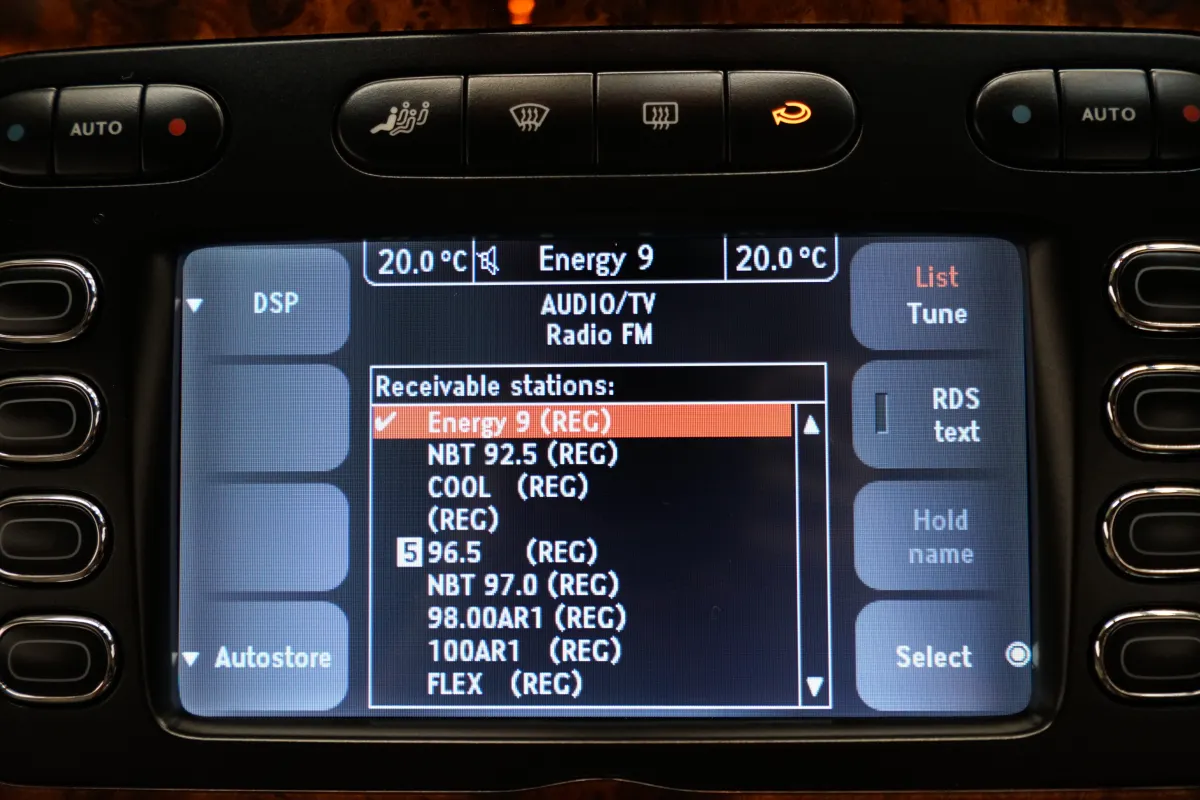 AUTO
AUTO
20.0 °C Energy 9 20.0 °C
AUDIO/TV
Radio FM
DSP
List
Tune
Receivable stations:
Energy 9 (REG)
NBT 92.5 (REG)
COOL (REG)
(REG)
5 96.5 (REG)
NBT 97.0 (REG)
98.00AR1 (REG)
100AR1 (REG)
FLEX (REG)
RDS
text
Hold
name
Autostore
Select